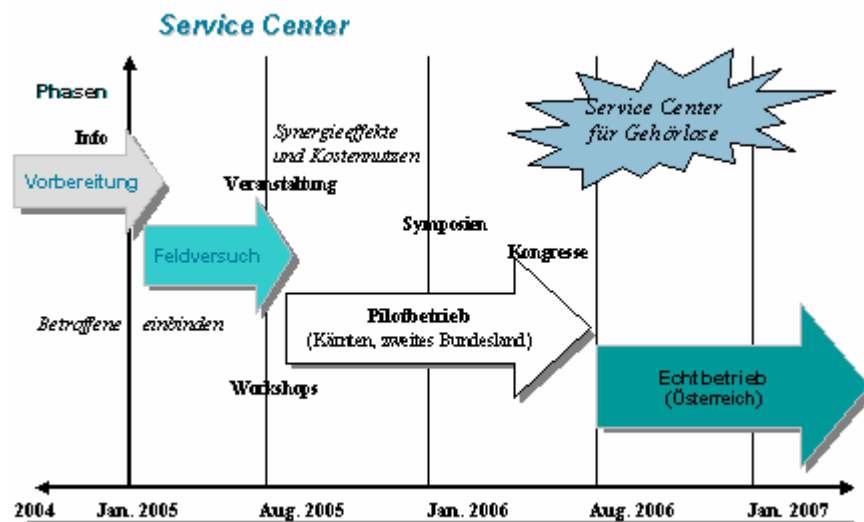 Service Center
Phasen
Info
Vorbereitung
Synergieeffekte
und Kostennutzen
Service Center
für Gehörlose
Veranstaltung
Feldversuch
Symposien
Kongresse
Betroffene einbinden
Pilotbetrieb
(Kärnten, zweites Bundesland)
Workshops
Echtbetrieb
(Österreich)
2004 Jan. 2005 Aug. 2005 Jan. 2006 Aug. 2006 Jan. 2007